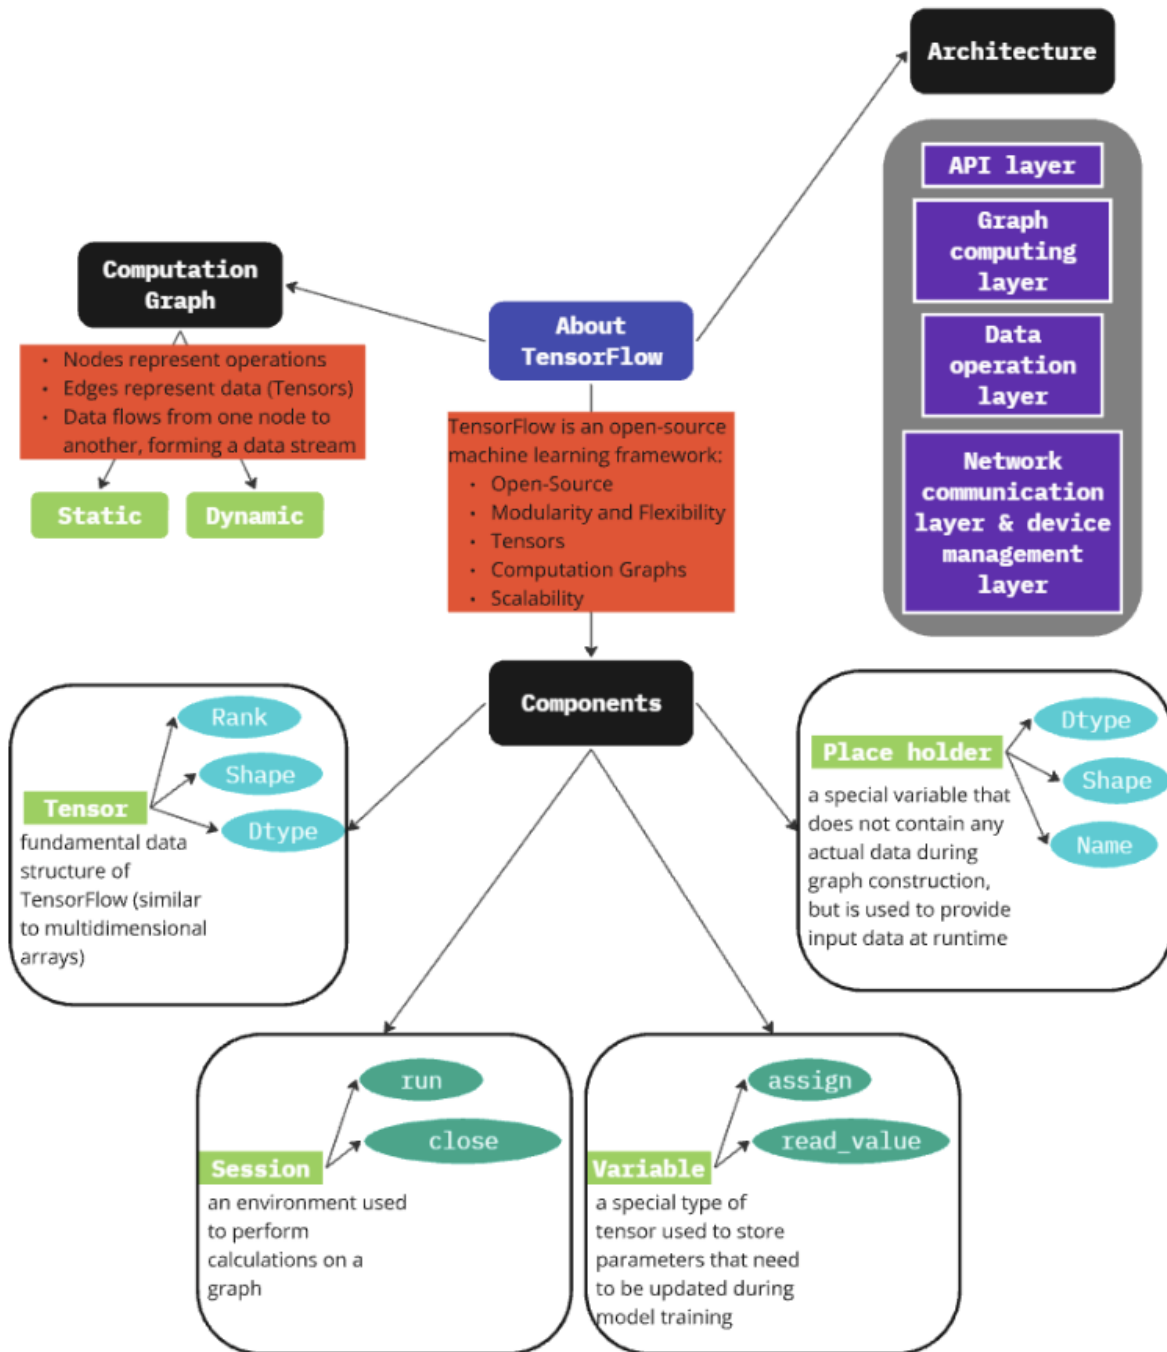 Architecture
API layer
Graph
computing
layer
Data
operation
layer
Network
communication
layer & device
management
layer
Computation
Graph
• Nodes represent operations
• Edges represent data (Tensors)
• Data flows from one node to
another, forming a data stream
Static
Dynamic
About
TensorFlow
TensorFlow is an open-source
machine learning framework:
• Open-Source
• Modularity and Flexibility
• Tensors
• Computation Graphs
• Scalability
Components
Rank
Shape
Dtype
Tensor
fundamental data
structure of
TensorFlow (similar
to multidimensional
arrays)
Dtype
Shape
Name
Place holder
a special variable that
does not contain any
actual data during
graph construction,
but is used to provide
input data at runtime
run
close
Session
an environment used
to perform
calculations on a
graph
assign
read_value
Variable
a special type of
tensor used to store
parameters that need
to be updated during
model training